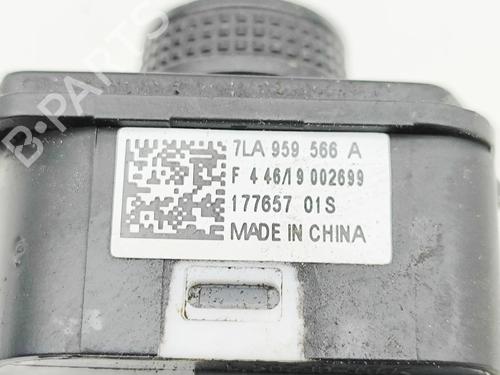 B-PARTS
7LA 959 566 A
F 4 46/19 002699
177657 01S
MADE IN CHINA